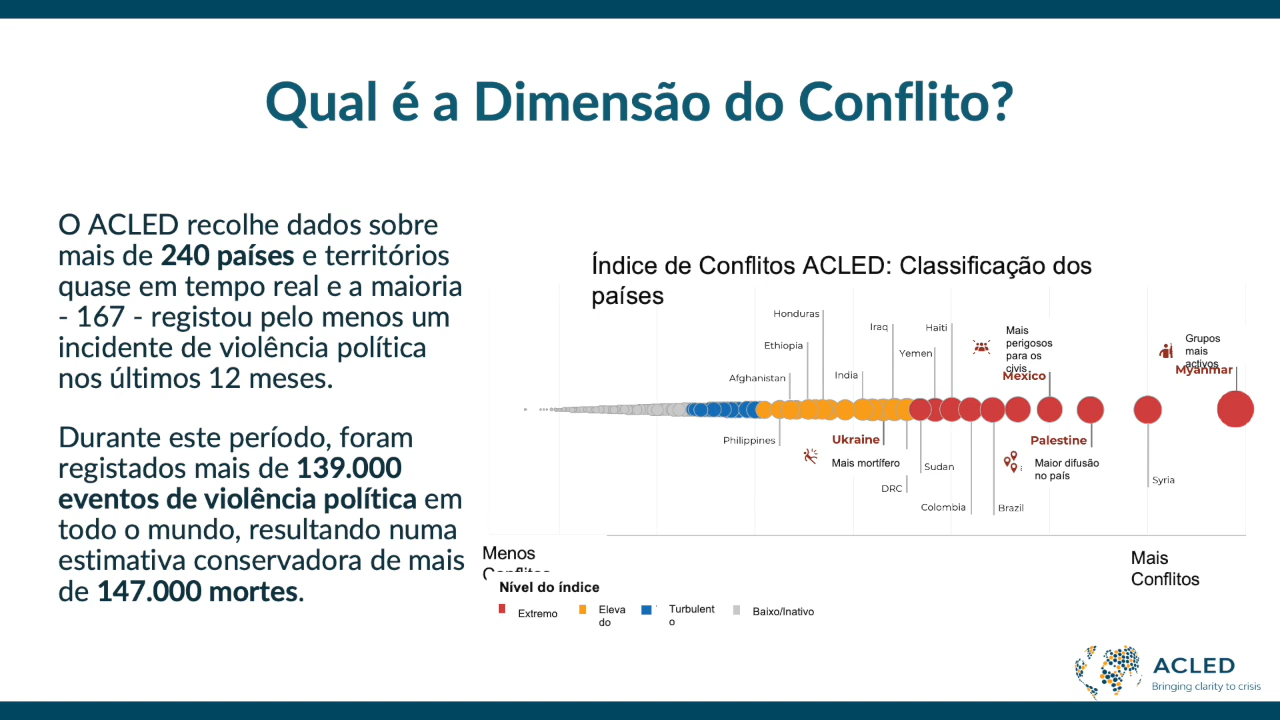 Qual é a Dimensão do Conflito?
O ACLED recolhe dados sobre
mais de 240 países e territórios
quase em tempo real e a maioria
- 167 - registou pelo menos um
incidente de violência política
nos últimos 12 meses.
Durante este período, foram
registados mais de 139.000
eventos de violência política em
todo o mundo, resultando numa
estimativa conservadora de mais
de 147.000 mortes.
Índice de Conflitos ACLED: Classificação dos
países
Honduras
Ethiopia
Afghanistan
India
Iraq
Yemen
Haiti
Mais
perigosos
para os
civis
Mexico
Grupos
mais
activos
Myanmar
Philippines
Ukraine
Mais mortífero
DRC
Sudan
Colombia
Brazil
Palestine
Maior difusão
no país
Syria
Menos
Conflitos
Mais
Conflitos
Nível do índice
Extremo
Eleva
do
Turbulent
o
Baixo/Inativo
ACLED
Bringing clarity to crisis